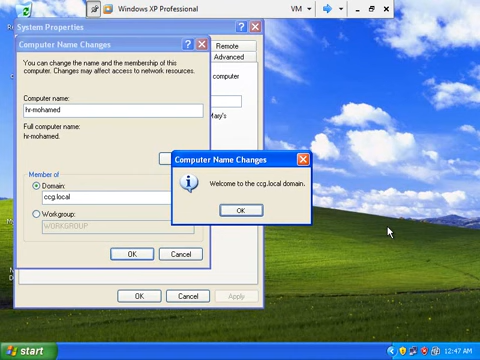 Windows XP Professional
VM
System Properties
Computer Name Changes
Remote
Advanced
You can change the name and the membership of this
computer. Changes may affect access to network resources.
computer
Computer name:
hr-mohamed
Mary's
Full computer name:
hr-mohamed.
Computer Name Changes
Welcome to the ccg.local domain.
OK
Member of
Domain:
ccg.local
Workgroup:
WORKGROUP
OK
Cancel
OK
Cancel
Apply
start
12:47 AM